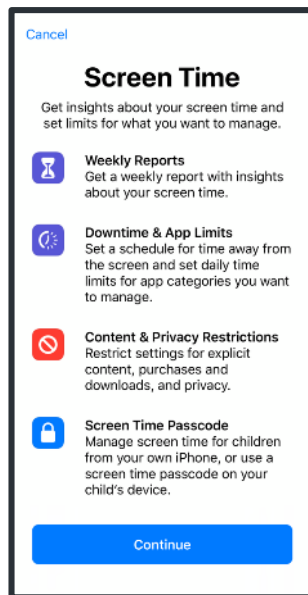 Cancel
Screen Time
Get insights about your screen time and
set limits for what you want to manage.
Weekly Reports
Get a weekly report with insights
about your screen time.
Downtime & App Limits
Set a schedule for time away from
the screen and set daily time
limits for app categories you want
to manage.
Content & Privacy Restrictions
Restrict settings for explicit
content, purchases and
downloads, and privacy.
Screen Time Passcode
Manage screen time for children
from your own iPhone, or use a
screen time passcode on your
child's device.
Continue